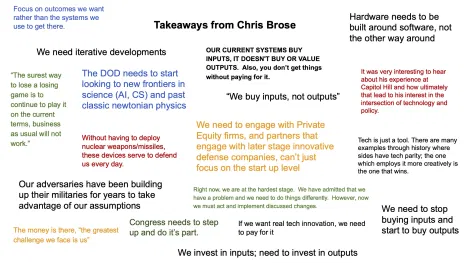 Focus on outcomes we want
rather than the systems we
use to get there.
Takeaways from Chris Brose
Hardware needs to be
built around software, not
the other way around
We need iterative developments
OUR CURRENT SYSTEMS BUY
INPUTS, IT DOESN'T BUY OR VALUE
OUTPUTS. Also, you don't get things
without paying for it.
"The surest way
to lose a losing
game is to
continue to play it
on the current
terms, business
as usual will not
work."
The DOD needs to start
looking to new frontiers in
science (AI, CS) and past
classic newtonian physics
It was very interesting to hear
about his experience at
Capitol Hill and how ultimately
that lead to his interest in the
intersection of technology and
policy.
"We buy inputs, not outputs"
Without having to deploy
nuclear weapons/missiles,
these devices serve to defend
us every day.
We need to engage with Private
Equity firms, and partners that
engage with later stage innovative
defense companies, can't just
focus on the start up level
Tech is just a tool. There are many
examples through history where
sides have tech parity; the one
which employs it more creatively is
the one that wins.
Our adversaries have been building
up their militaries for years to take
advantage of our assumptions
Right now, we are at the hardest stage. We have admitted that we
have a problem and we need to do things differently. However, now
we must act and implement discussed changes.
We need to stop
buying inputs and
start to buy outputs
The money is there, "the greatest
challenge we face is us"
Congress needs to step
up and do it's part.
If we want real tech innovation, we need
to pay for it
We invest in inputs; need to invest in outputs